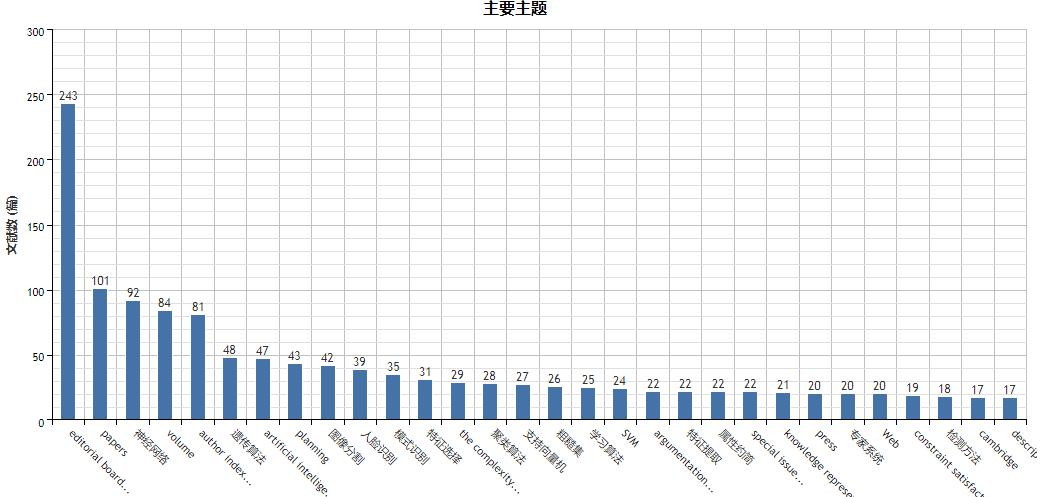 主要主题
文献数 (篇)
300
250
200
150
100
50
0
243
101
92
84
81
48
47
43
42
39
35
31
29
28
27
26
25
24
22
22
22
22
21
20
20
20
19
18
17
17
editorial board...
papers
神经网络
volume
author index...
遗传算法
artificial intellige.
planning
图像分割
人脸识别
模式识别
特征选择
the complexity...
聚类算法
支持向量机
粗糙集
学习算法
SVM
argumentation...
特征提取
属性约简
special issue...
knowledge represe
press
专家系统
Web
constraint satisfact
检测方法
cambridge
descrip